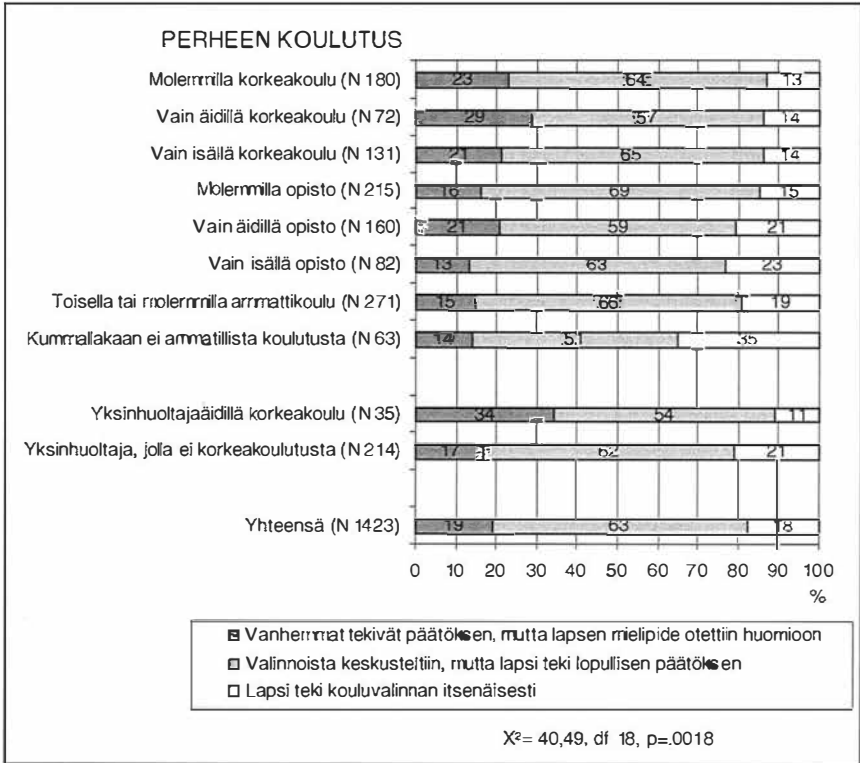 PERHEEN KOULUTUS
Molemmilla korkeakoulu (N 180) 23 64 13
Vain äidillä korkeakoulu (N 72) 29 57 14
Vain isällä korkeakoulu (N 131) 21 65 14
Molemmilla opisto (N 215) 16 69 15
Vain äidillä opisto (N 160) 21 59 21
Vain isällä opisto (N 82) 13 63 23
Toisella tai molemmilla ammattikoulu (N 271) 15 66 19
Kummallakaan ei ammatillista koulutusta (N 63) 14 51 35
Yksinhuoltajaäidillä korkeakoulu (N 35) 34 54 11
Yksinhuoltaja, jolla ei korkeakoulutusta (N 214) 17 62 21
Yhteensä (N 1423) 19 63 18
0 10 20 30 40 50 60 70 80 90 100
%
Vanhemmat tekivät päätöksen, mutta lapsen mielipide otettiin huomioon
Valinnoista keskusteltiin, mutta lapsi teki lopullisen päätöksen
Lapsi teki kouluvalinnan itsenäisesti
X²= 40,49, df 18, p=.0018